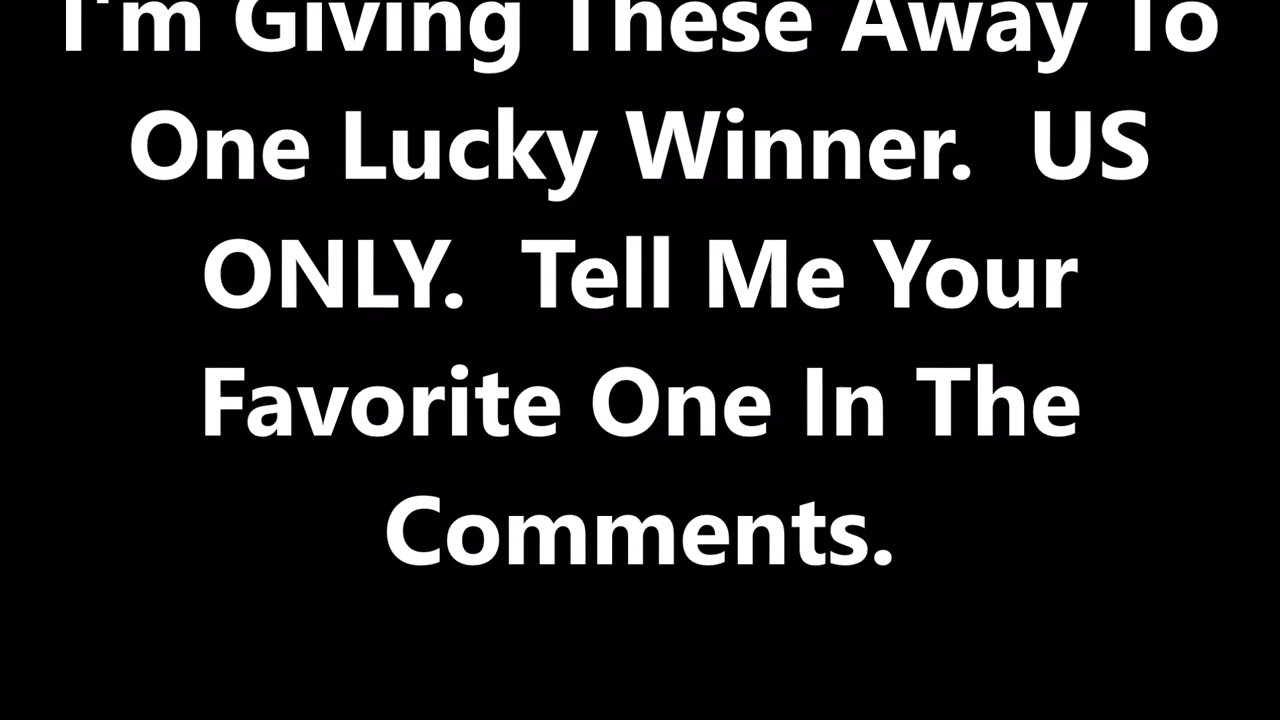 I'm Giving These Away To
One Lucky Winner.  US
ONLY.  Tell Me Your
Favorite One In The
Comments.